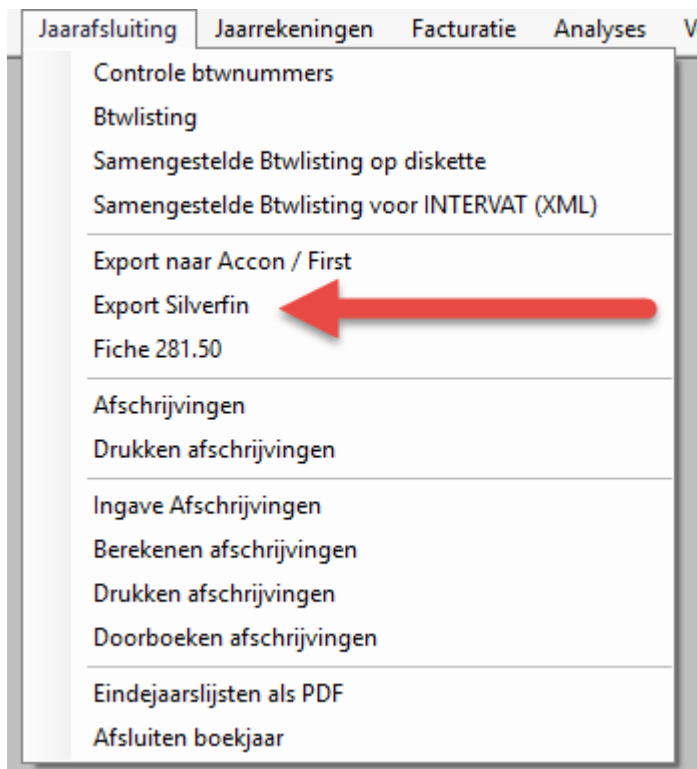 Jaarafsluiting Jaarrekeningen Facturatie Analyses
Controle btwnummers
Btwlisting
Samengestelde Btwlisting op diskette
Samengestelde Btwlisting voor INTERVAT (XML)
Export naar Accon / First
Export Silverfin
Fiche 281.50
Afschrijvingen
Drukken afschrijvingen
Ingave Afschrijvingen
Berekenen afschrijvingen
Drukken afschrijvingen
Doorboeken afschrijvingen
Eindejaarslijsten als PDF
Afsluiten boekjaar